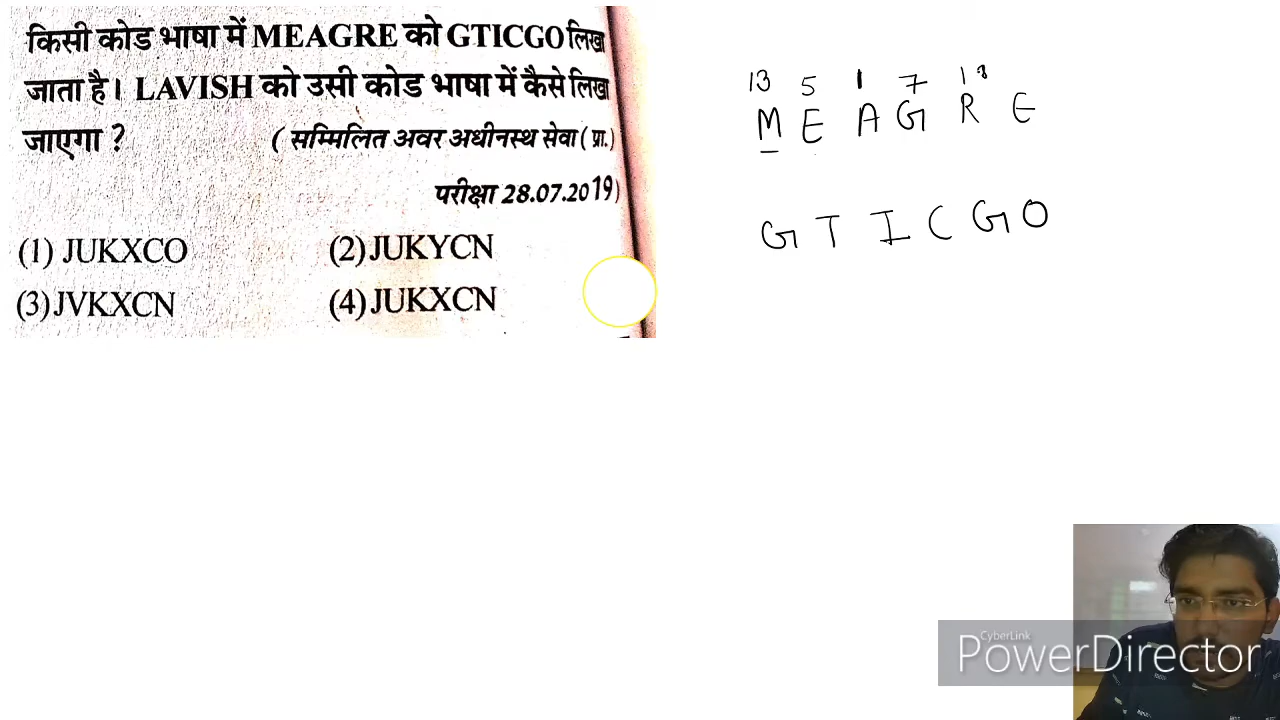 किसी कोड भाषा में MEAGRE को GTICGO लिखा
जाता है। LAVISH को उसी कोड भाषा में कैसे लिखा
जाएगा ?
( सम्मिलित अवर अधीनस्थ सेवा ( प्रा.)
परीक्षा 28.07.2019)
(1) JUKXCO
(2) JUKYCN
(3) JVKXCN
(4) JUKXCN
13 5 1 7 18
M E A G R E
G T I C G O
CyberLink
PowerDirector